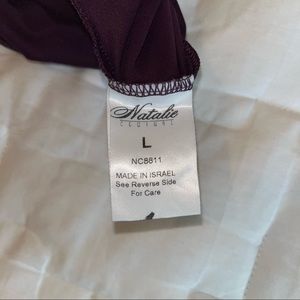 Natalie
COUTURE
L
NC8811
MADE IN ISRAEL
See Reverse Side
For Care